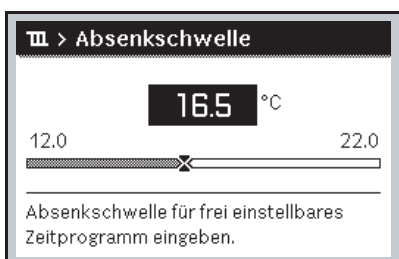 > Absenkschwelle
16.5 °C
12.0 22.0
Absenkschwelle für frei einstellbares
Zeitprogramm eingeben.